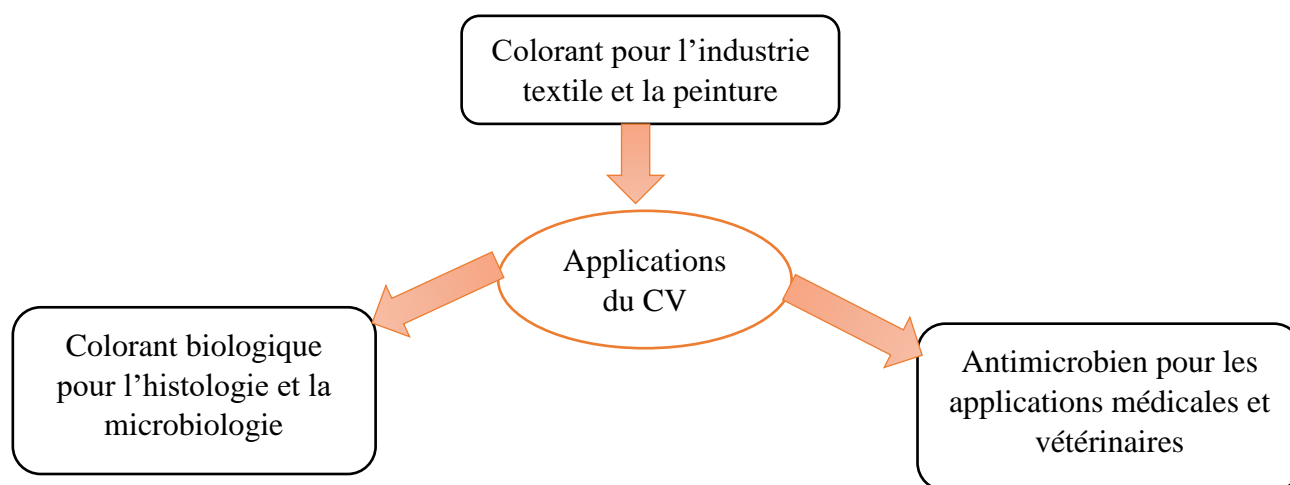 Colorant pour l’industrie
textile et la peinture
Applications
du CV
Colorant biologique
pour l’histologie et la
microbiologie
Antimicrobien pour les
applications médicales et
vétérinaires